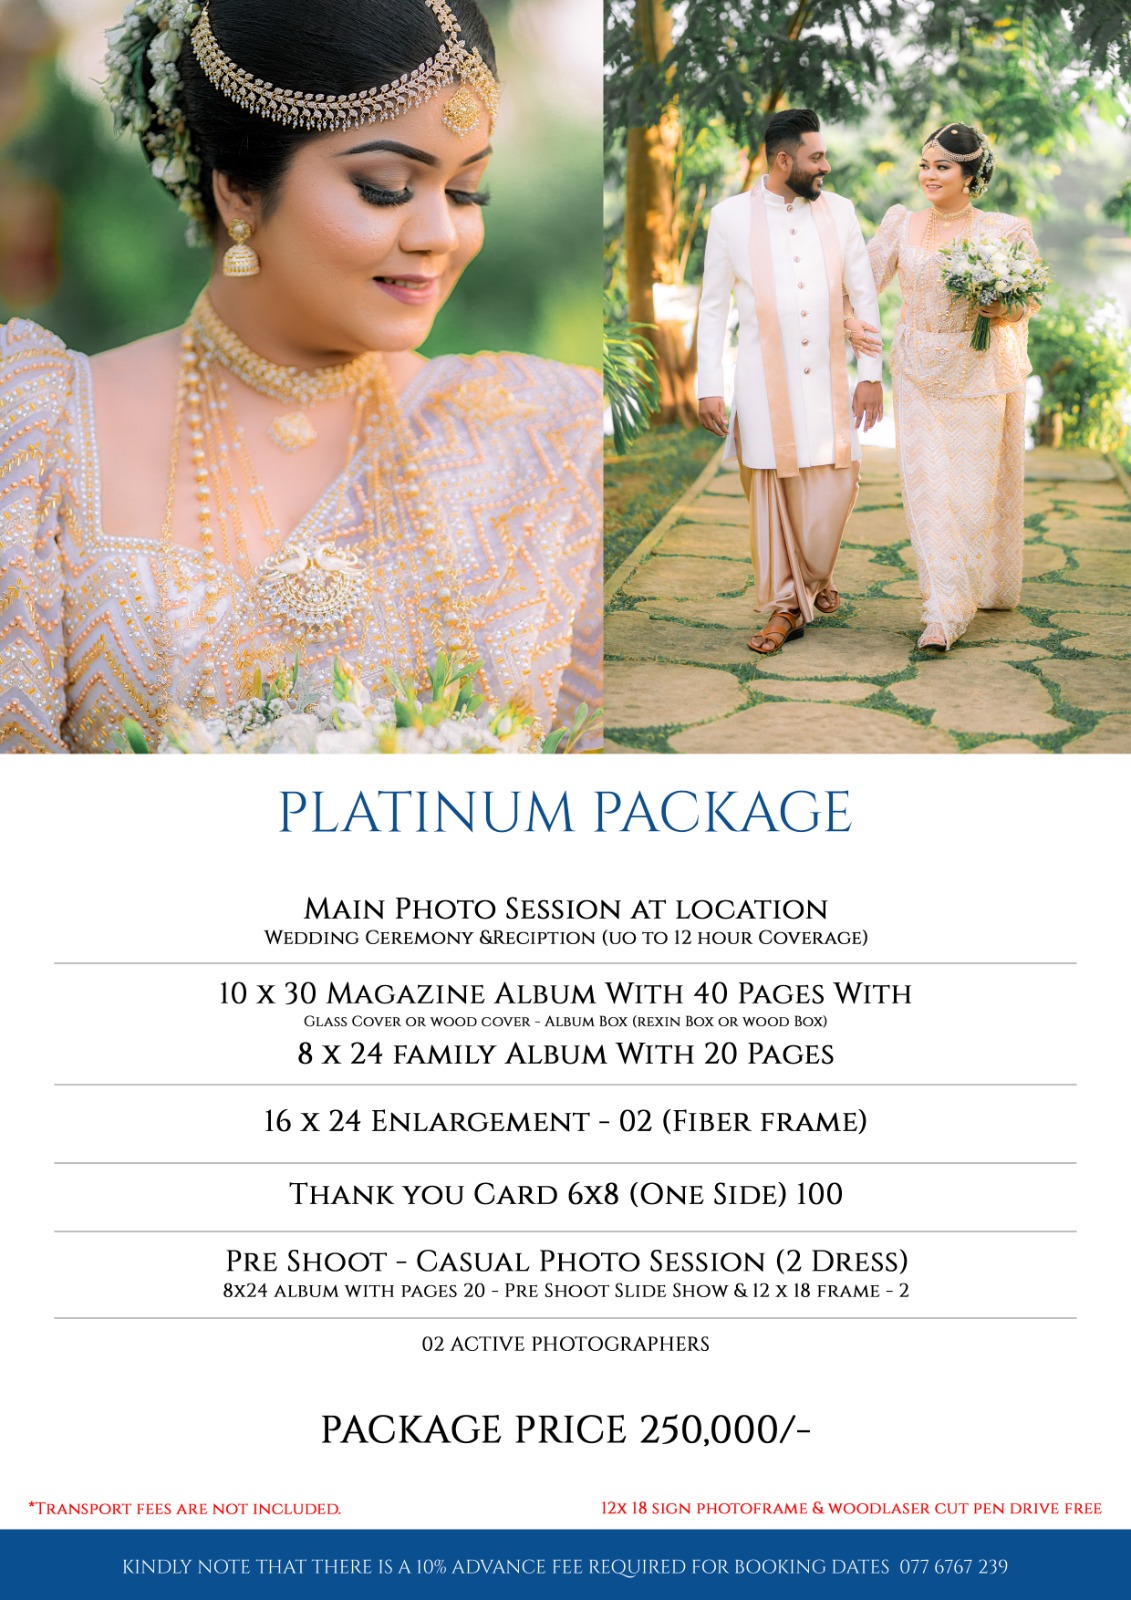 PLATINUM PACKAGE
Main Photo Session at location
Wedding Ceremony &Reciption (uo to 12 hour Coverage)
10 x 30 Magazine Album With 40 Pages With
Glass Cover or wood cover - Album Box (rexin Box or wood Box)
8 x 24 family Album With 20 Pages
16 x 24 Enlargement - 02 (Fiber frame)
Thank you Card 6x8 (One Side) 100
Pre Shoot - Casual Photo Session (2 Dress)
8x24 album with pages 20 - Pre Shoot Slide Show & 12 x 18 frame - 2
02 ACTIVE PHOTOGRAPHERS
PACKAGE PRICE 250,000/-
*Transport fees are not included.
12x 18 sign photoframe & woodlaser cut pen drive free
KINDLY NOTE THAT THERE IS A 10% ADVANCE FEE REQUIRED FOR BOOKING DATES 077 6767 239